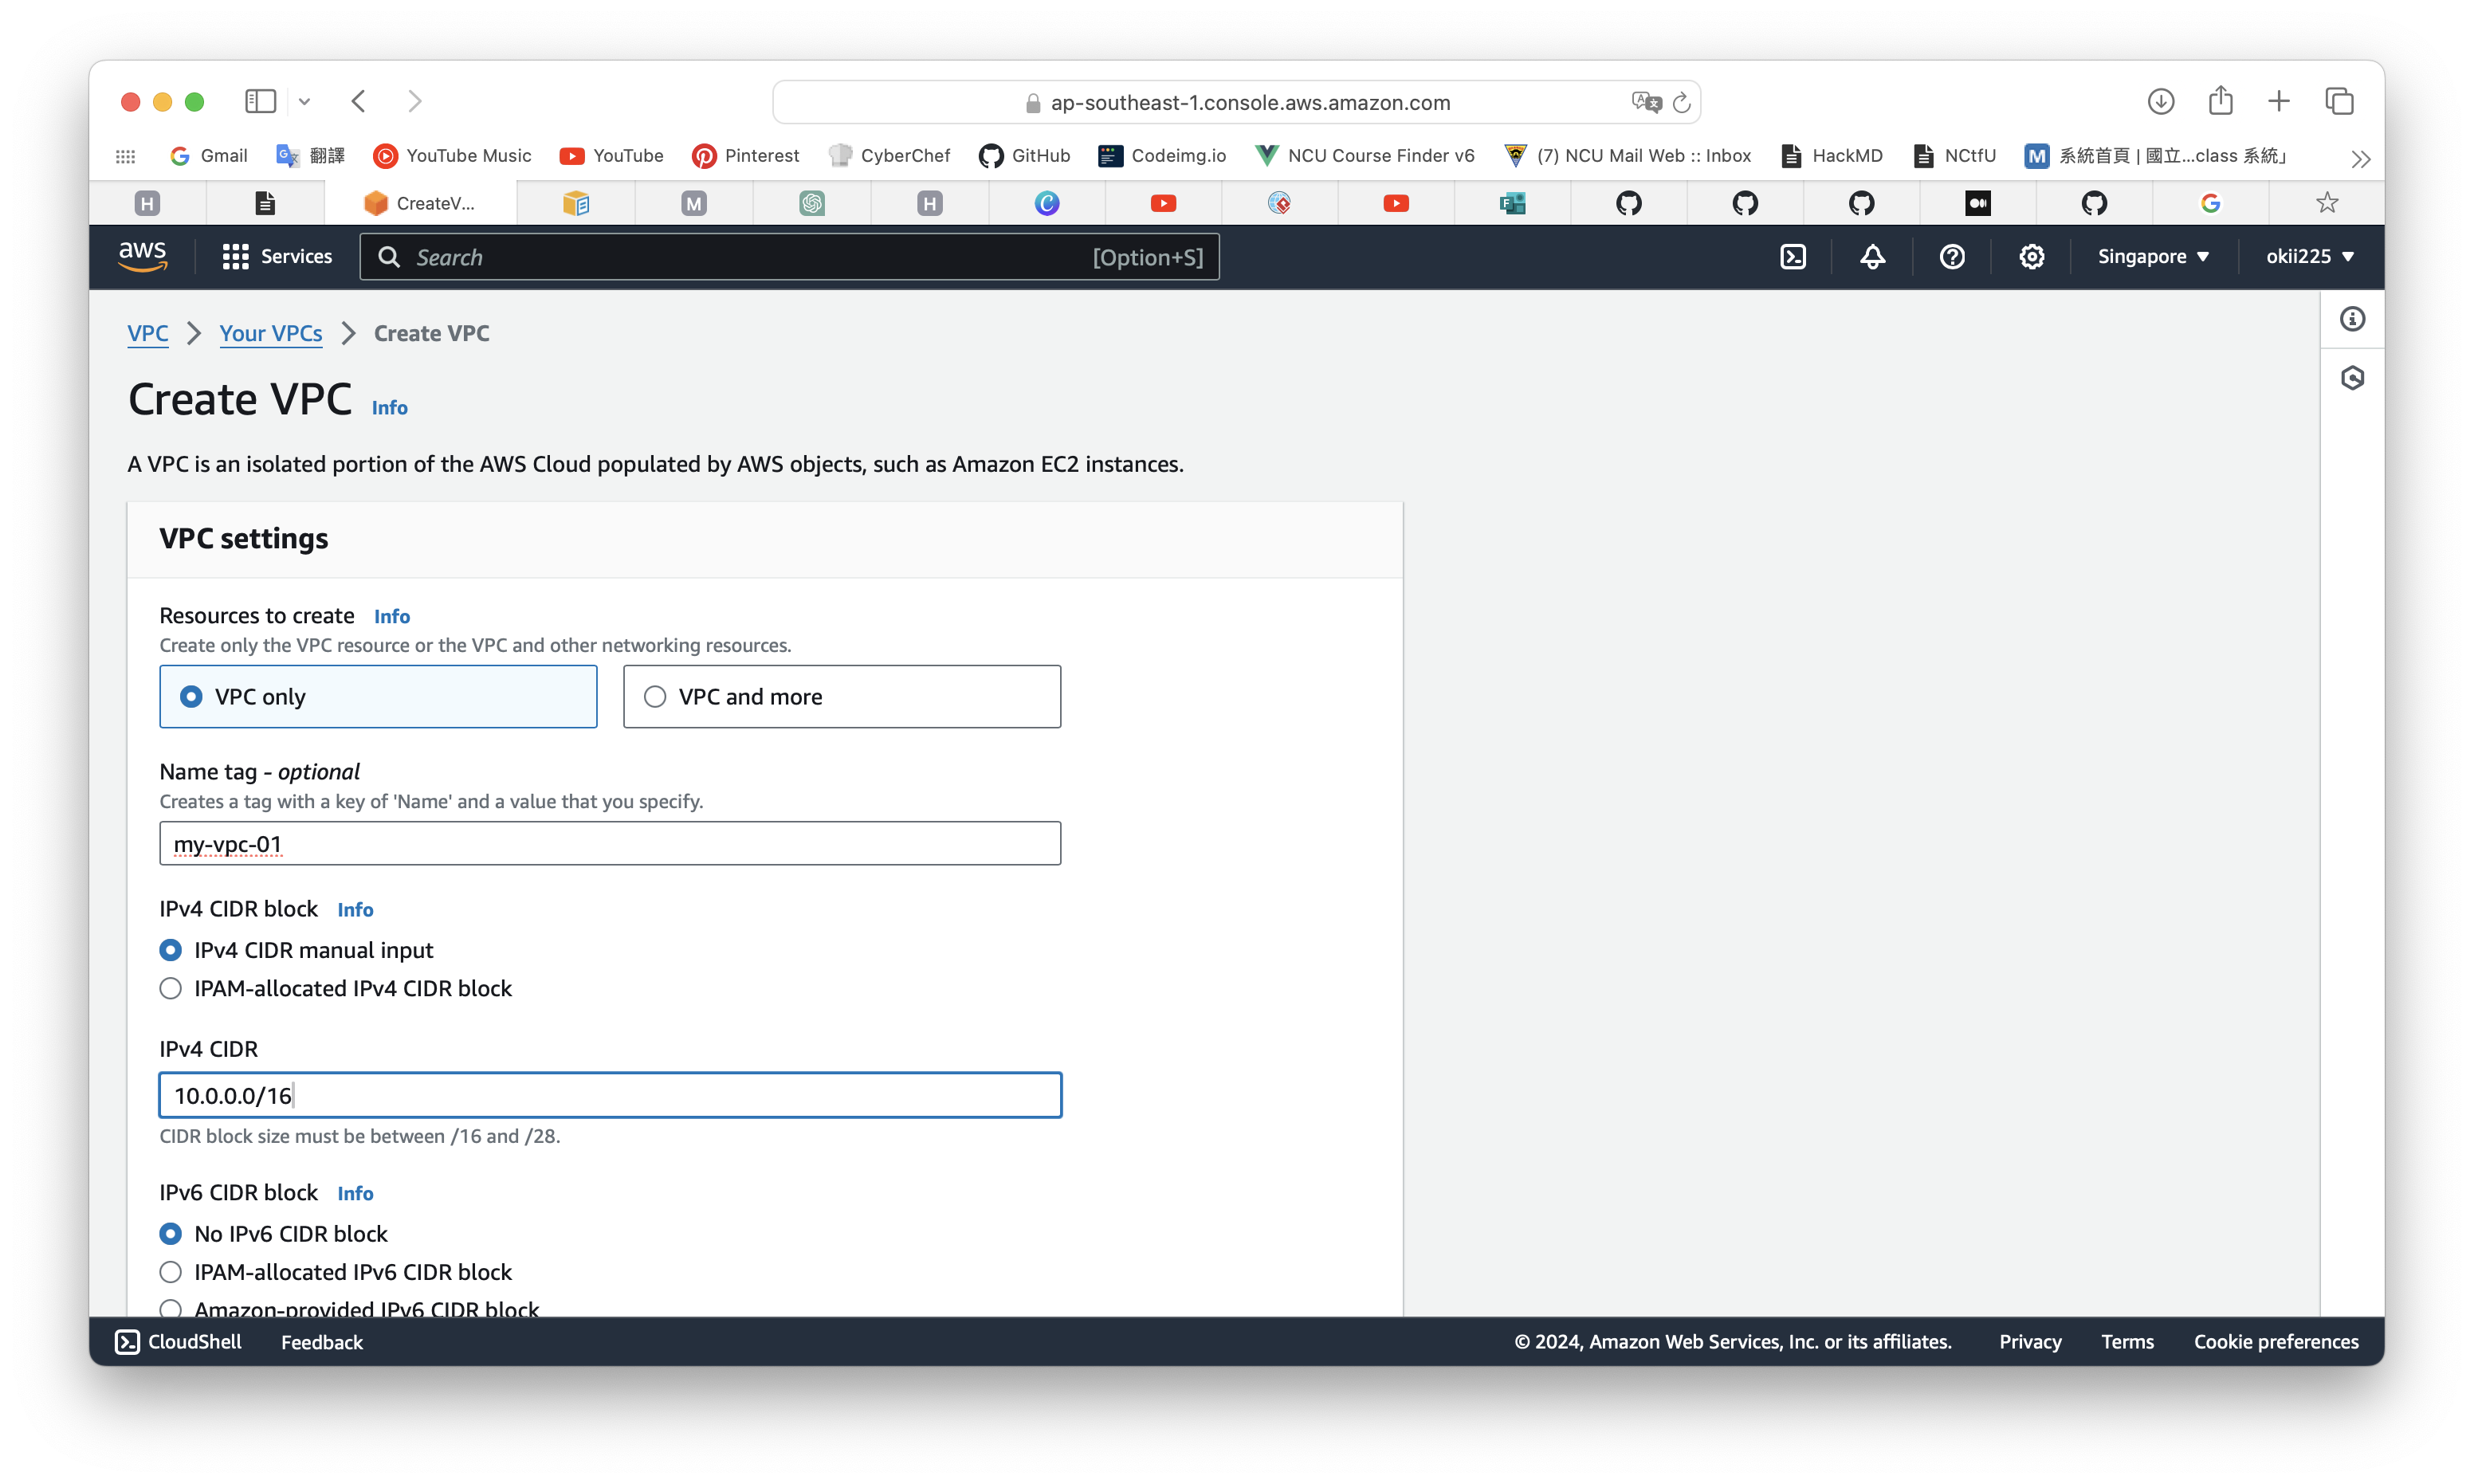 ap-southeast-1.console.aws.amazon.com
Gmail 翻譯 YouTube Music YouTube Pinterest CyberChef GitHub Codeimg.io NCU Course Finder v6 (7) NCU Mail Web :: Inbox HackMD NCtfU M 系統首頁 | 國立...class 系統」
H CreateV... M H
aws Services Search [Option+S] Singapore okii225
VPC Your VPCs Create VPC
Create VPC Info
A VPC is an isolated portion of the AWS Cloud populated by AWS objects, such as Amazon EC2 instances.
VPC settings
Resources to create Info
Create only the VPC resource or the VPC and other networking resources.
VPC only VPC and more
Name tag - optional
Creates a tag with a key of 'Name' and a value that you specify.
my-vpc-01
IPv4 CIDR block Info
IPv4 CIDR manual input
IPAM-allocated IPv4 CIDR block
IPv4 CIDR
10.0.0.0/16
CIDR block size must be between /16 and /28.
IPv6 CIDR block Info
No IPv6 CIDR block
IPAM-allocated IPv6 CIDR block
Amazon-provided IPv6 CIDR block
CloudShell Feedback © 2024, Amazon Web Services, Inc. or its affiliates. Privacy Terms Cookie preferences